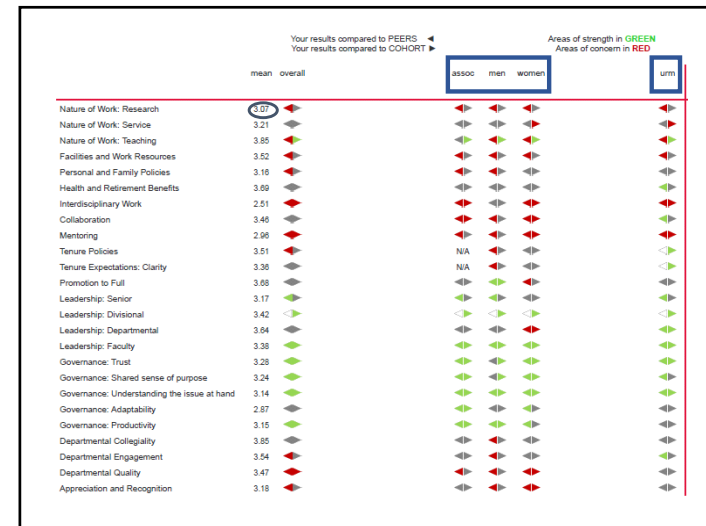 Your results compared to PEERS ◄ Areas of strength in GREEN
Your results compared to COHORT ► Areas of concern in RED
mean overall assoc men women urm
Nature of Work: Research 3.07
Nature of Work: Service 3.21
Nature of Work: Teaching 3.85
Facilities and Work Resources 3.52
Personal and Family Policies 3.16
Health and Retirement Benefits 3.69
Interdisciplinary Work 2.51
Collaboration 3.46
Mentoring 2.96
Tenure Policies 3.51 N/A
Tenure Expectations: Clarity 3.36 N/A
Promotion to Full 3.68
Leadership: Senior 3.17
Leadership: Divisional 3.42
Leadership: Departmental 3.64
Leadership: Faculty 3.38
Governance: Trust 3.28
Governance: Shared sense of purpose 3.24
Governance: Understanding the issue at hand 3.14
Governance: Adaptability 2.87
Governance: Productivity 3.15
Departmental Collegiality 3.85
Departmental Engagement 3.54
Departmental Quality 3.47
Appreciation and Recognition 3.18